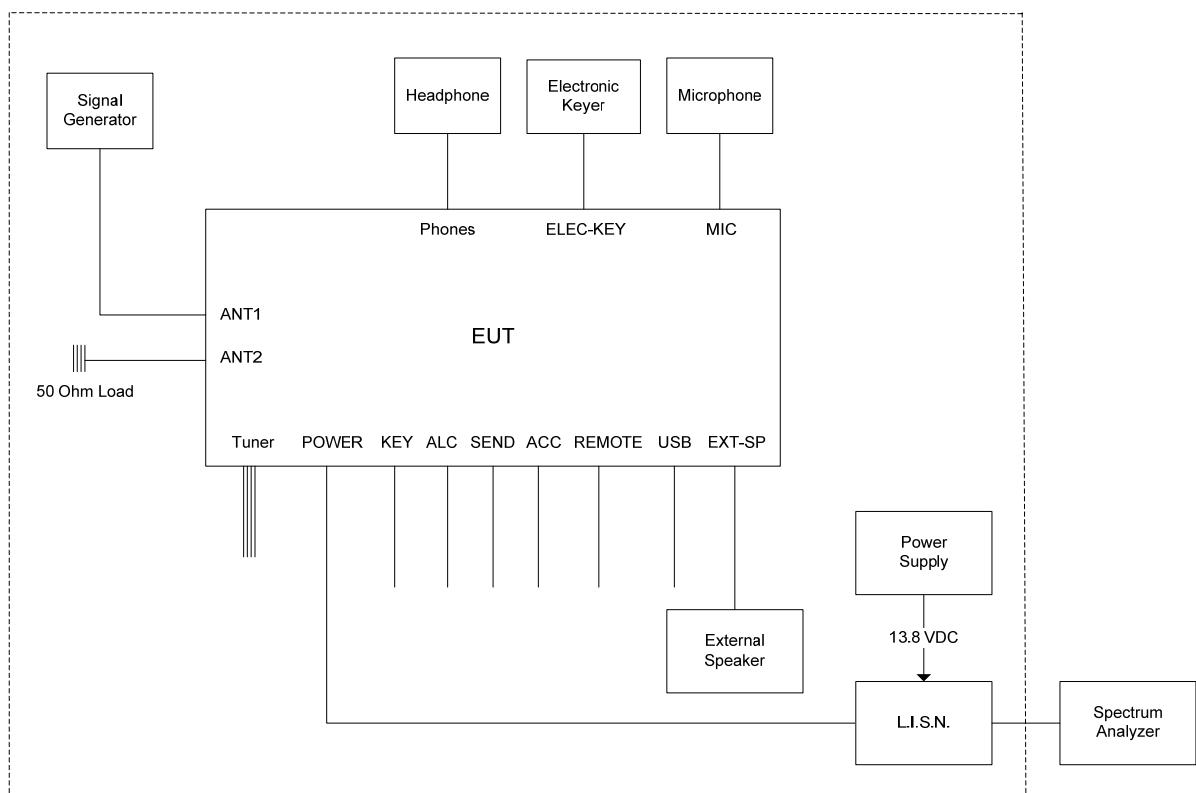 Signal
Generator
Headphone
Electronic
Keyer
Microphone
Phones
ELEC-KEY
MIC
ANT1
EUT
ANT2
50 Ohm Load
Tuner
POWER
KEY
ALC
SEND
ACC
REMOTE
USB
EXT-SP
Power
Supply
13.8 VDC
External
Speaker
L.I.S.N.
Spectrum
Analyzer